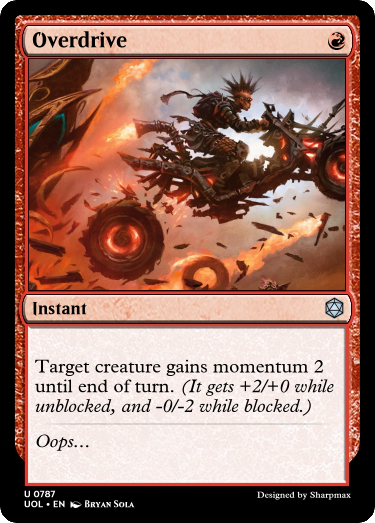 Overdrive
Instant
Target creature gains momentum 2
until end of turn. (It gets +2/+0 while
unblocked, and -0/-2 while blocked.)
Oops…
U 0787
UOL • EN Bryan Sola
Designed by Sharpmax